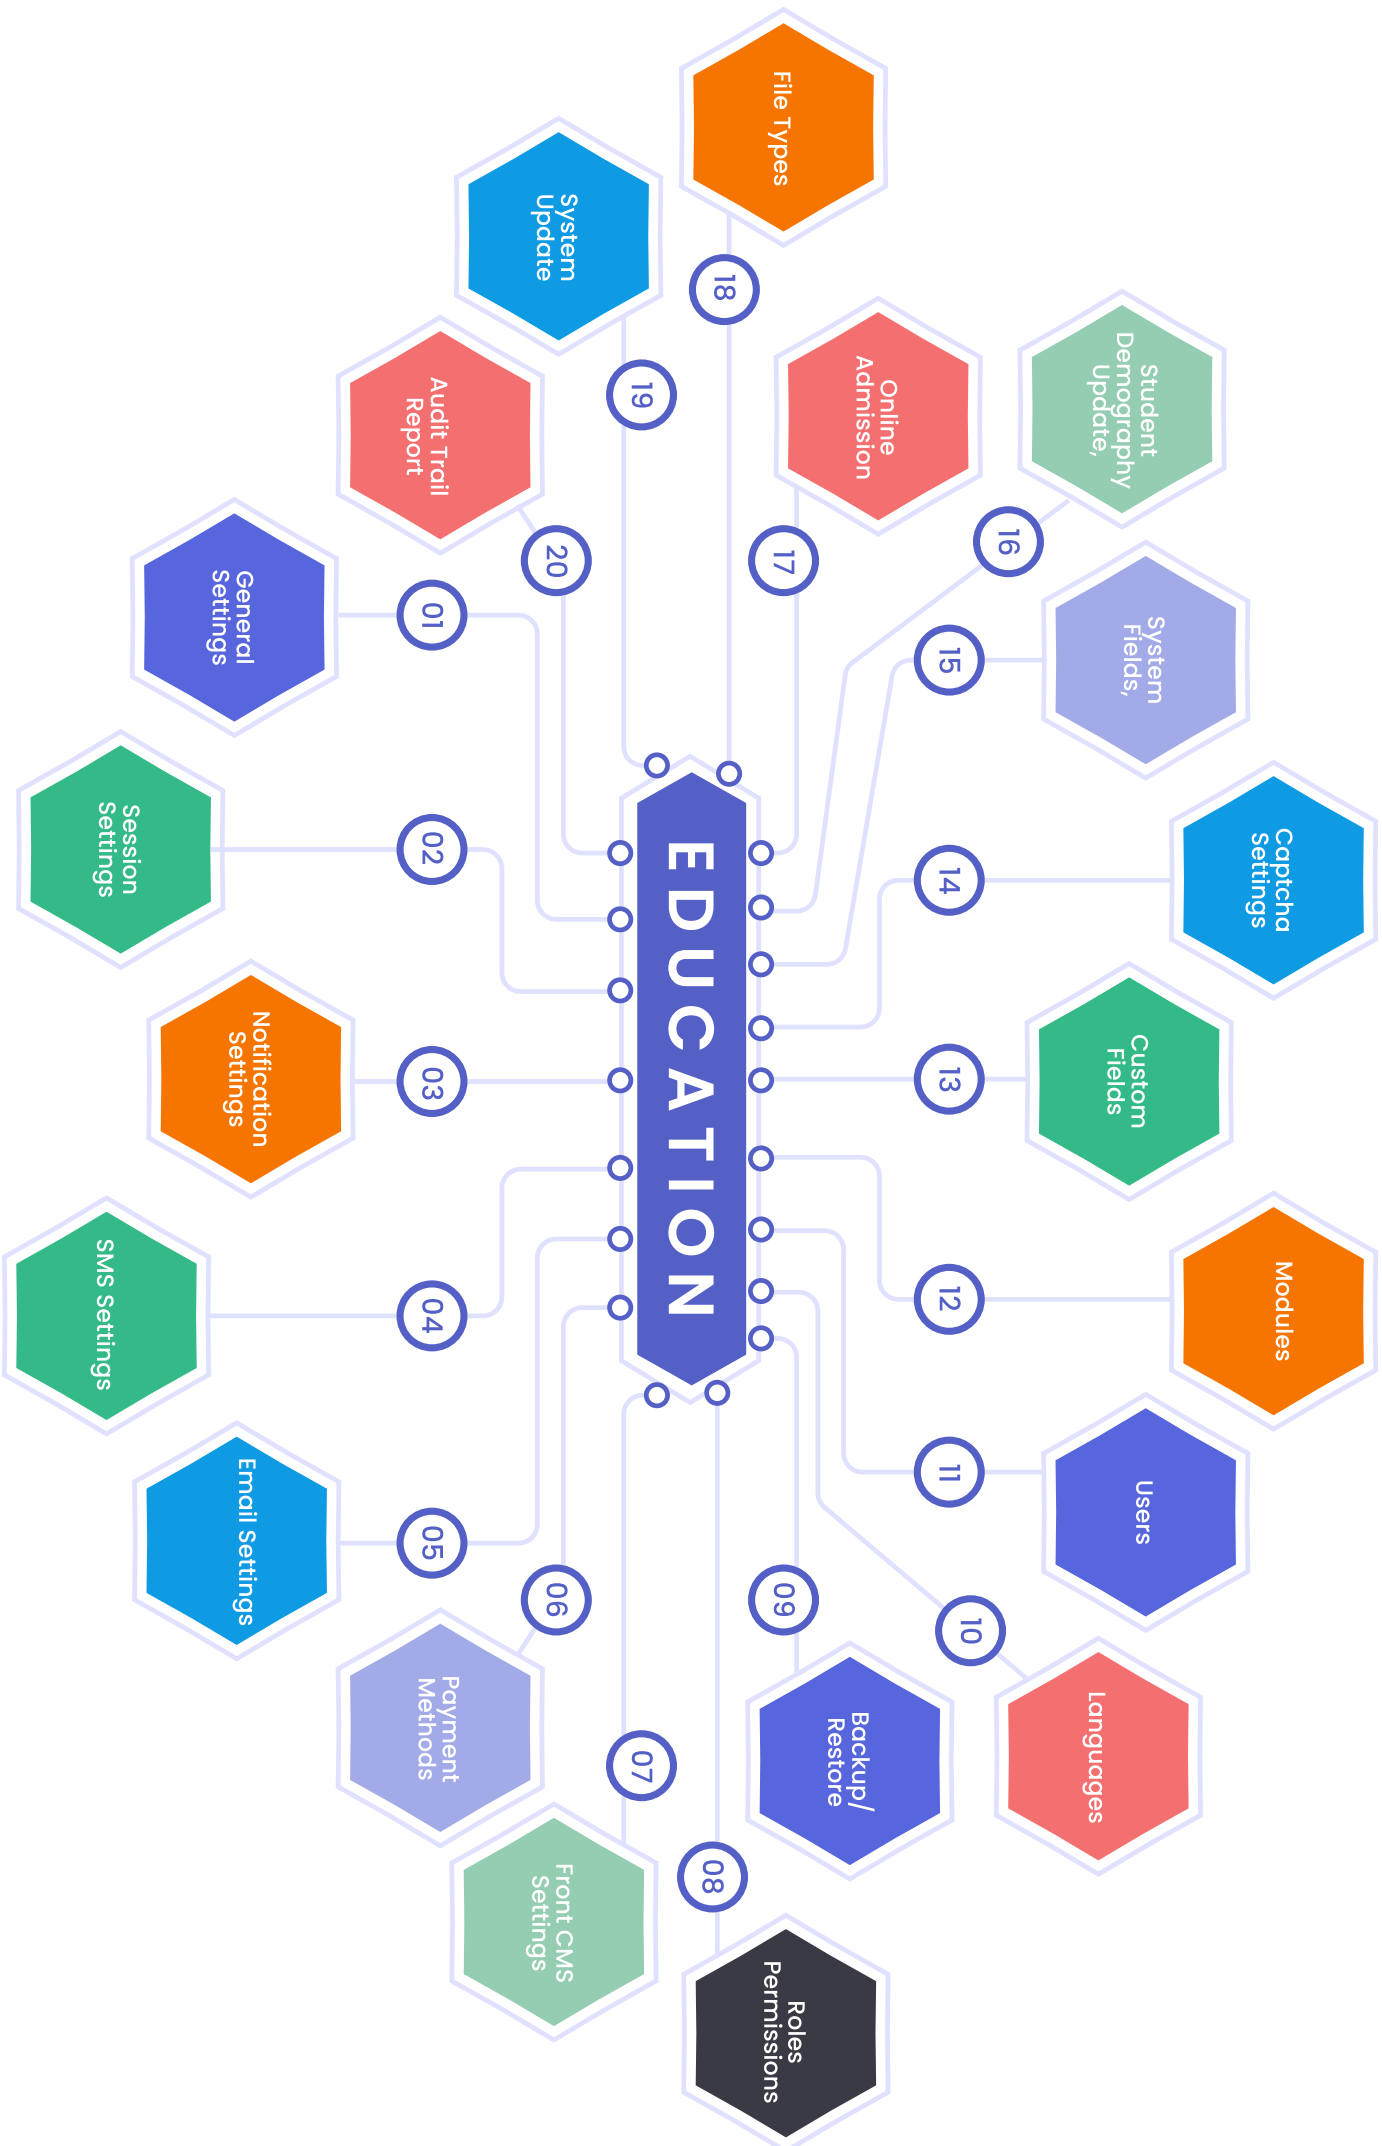 EDUCATION
01
General
Settings
02
Session
Settings
03
Notification
Settings
04
SMS Settings
05
Email Settings
06
Payment
Methods
07
Front CMS
Settings
08
Roles
Permissions
09
Backup/
Restore
10
Languages
11
Users
12
Modules
13
Custom
Fields
14
Captcha
Settings
15
System
Fields,
16
Student
Demography
Update,
17
Online
Admission
18
File Types
19
System
Update
20
Audit Trail
Report